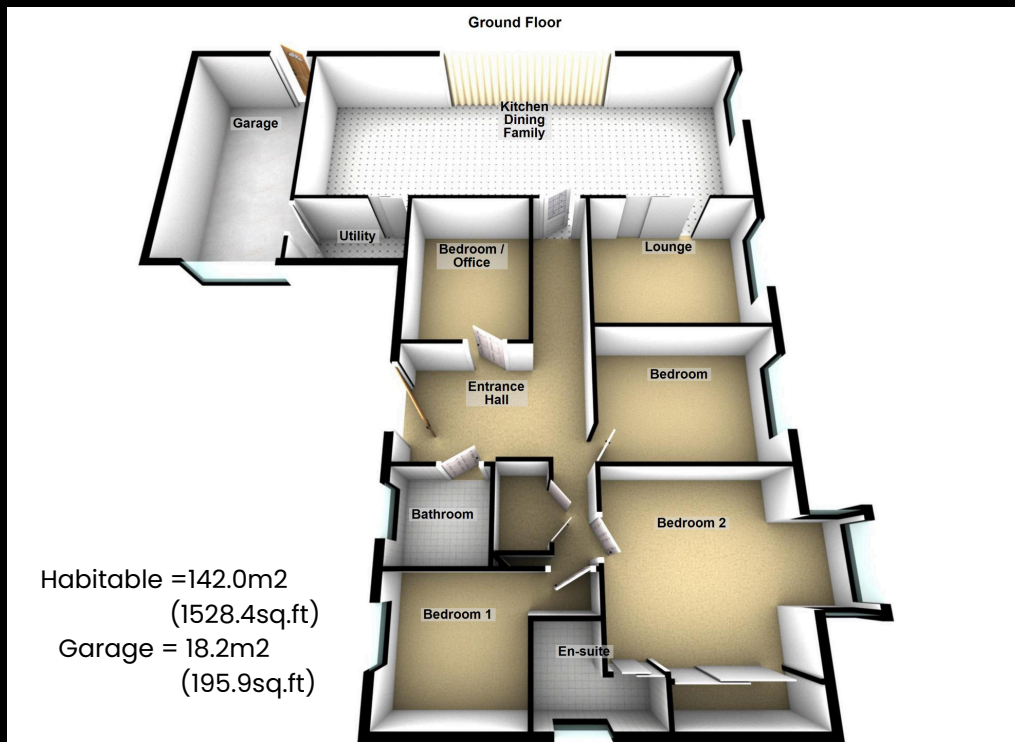 Ground Floor
Kitchen
Dining
Family
Garage
Utility
Bedroom /
Office
Lounge
Bedroom
Entrance
Hall
Bathroom
Bedroom 2
Bedroom 1
En-suite
Habitable =142.0m2
(1528.4sq.ft)
Garage = 18.2m2
(195.9sq.ft)